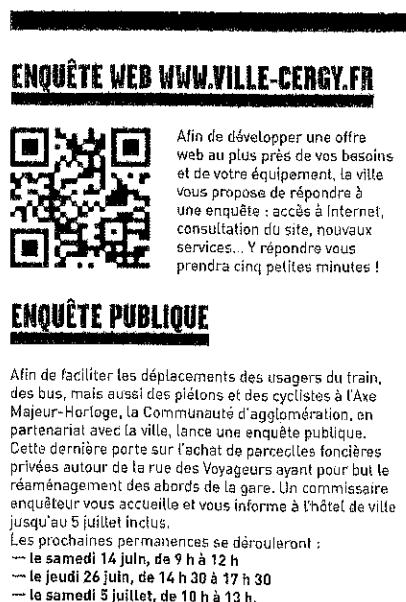 ENQUÊTE WEB WWW.VILLE-CERGY.FR
Afin de développer une offre
web au plus près de vos besoins
et de votre équipement, la ville
vous propose de répondre à
une enquête : accès à Internet,
consultation du site, nouveaux
services... Y répondre vous
prendra cinq petites minutes !
ENQUÊTE PUBLIQUE
Afin de faciliter les déplacements des usagers du train,
des bus, mais aussi des piétons et des cyclistes à l'Axe
Majeur-Horloge, la Communauté d'agglomération, en
partenariat avec la ville, lance une enquête publique.
Cette dernière porte sur l'achat de parcelles foncières
privées autour de la rue des Voyageurs ayant pour but le
réaménagement des abords de la gare. Un commissaire
enquêteur vous accueille et vous informe à l'hôtel de ville
jusqu'au 5 juillet inclus.
Les prochaines permanences se dérouleront :
— le samedi 14 juin, de 9 h à 12 h
— le jeudi 26 juin, de 14 h 30 à 17 h 30
— le samedi 5 juillet, de 10 h à 13 h.